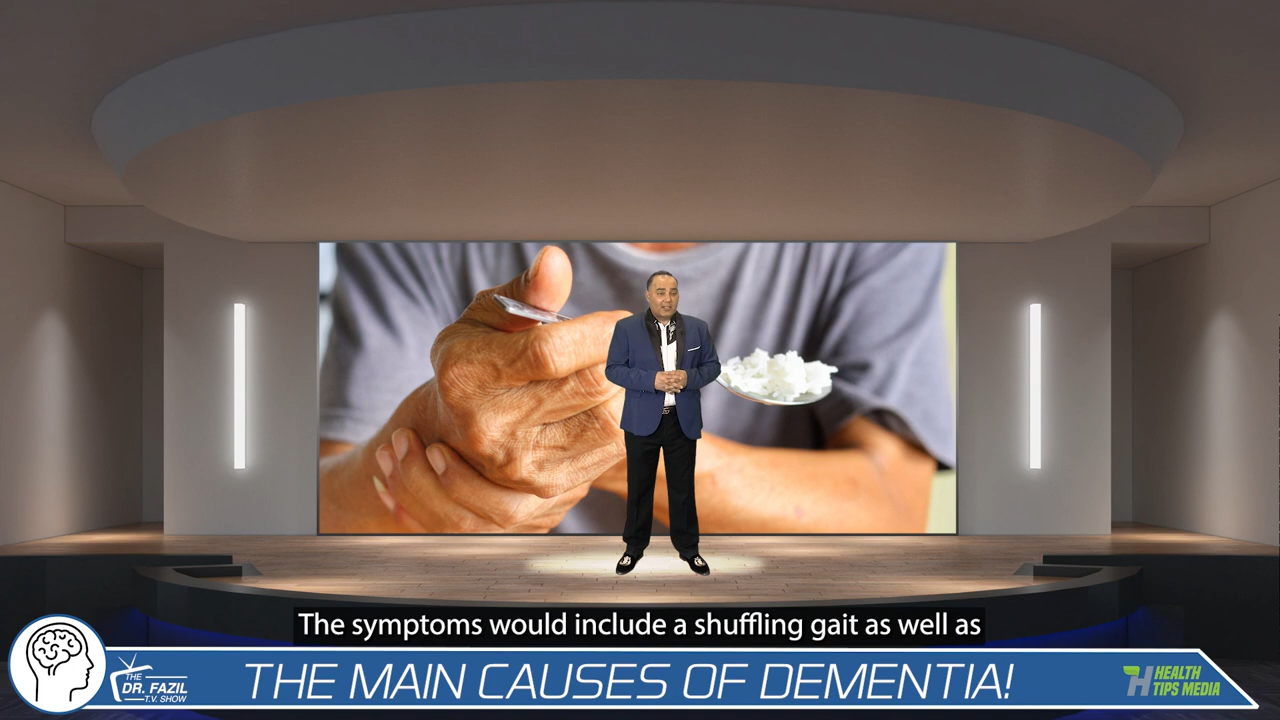 The symptoms would include a shuffling gait as well as
THE MAIN CAUSES OF DEMENTIA!
THE
DR. FAZIL
T.V. SHOW
HEALTH
TIPS MEDIA